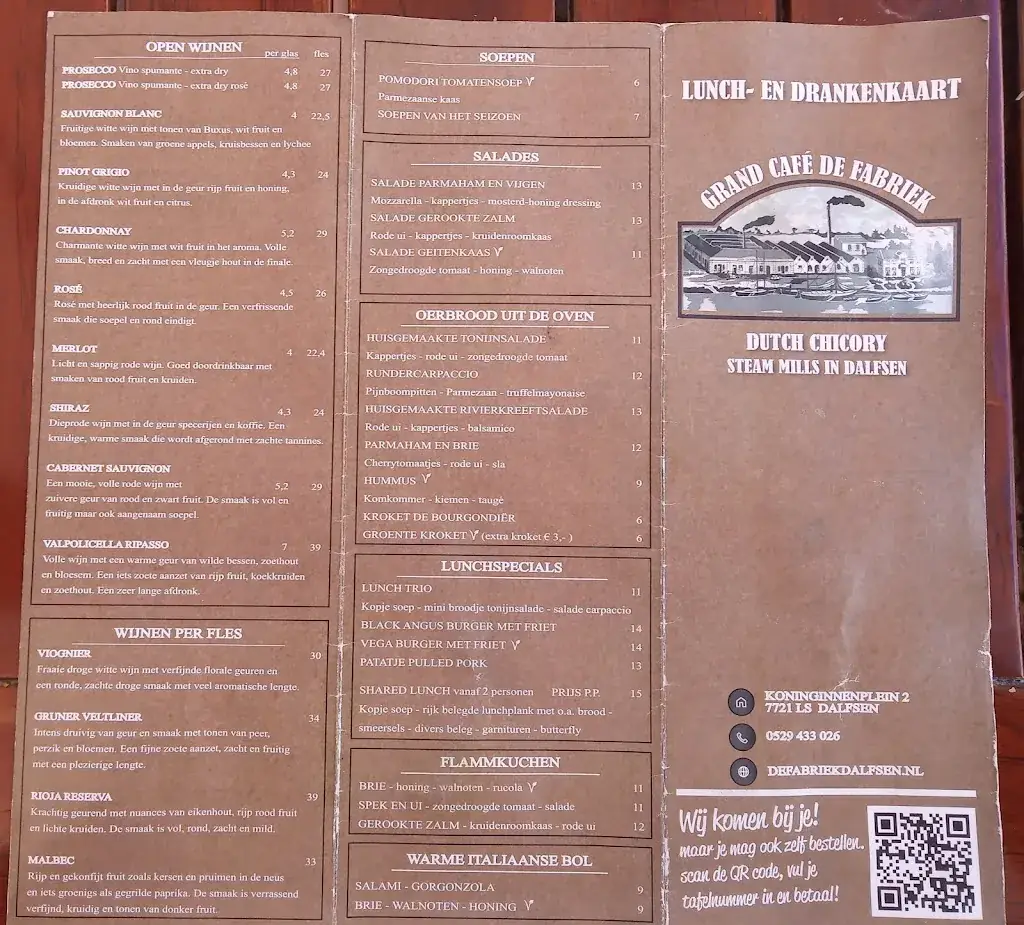 OPEN WIJNEN
per glas fles
PROSECCO Vino spumante - extra dry 4,8 27
PROSECCO Vino spumante - extra dry rosé 4,8 27
SAUVIGNON BLANC 4 22,5
Fruitige witte wijn met tonen van Buxus, wit fruit en
bloemen. Smaken van groene appels, kruisbessen en lychee
PINOT GRIGIO 4,3 24
Kruidige witte wijn met in de geur rijp fruit en honing,
in de afdronk wit fruit en citrus.
CHARDONNAY 5,2 29
Charmante witte wijn met wit fruit in het aroma. Volle
smaak, breed en zacht met een vleugje hout in de finale.
ROSÉ 4,5 26
Rosé met heerlijk rood fruit in de geur. Een verfrissende
smaak die soepel en rond eindigt.
MERLOT 4 22,4
Licht en sappig rode wijn. Goed doordrinkbaar met
smaken van rood fruit en kruiden.
SHIRAZ 4,3 24
Dieprode wijn met in de geur specerijen en koffie. Een
kruidige, warme smaak die wordt afgerond met zachte tannines.
CABERNET SAUVIGNON
Een mooie, volle rode wijn met 5,2 29
zuivere geur van rood en zwart fruit. De smaak is vol en
fruitig maar ook aangenaam soepel.
VALPOLICELLA RIPASSO 7 39
Volle wijn met een warme geur van wilde bessen, zoethout
en bloesem. Een iets zoete aanzet van rijp fruit, koekkruiden
en zoethout. Een zeer lange afdronk.
WIJNEN PER FLES
VIOGNIER 30
Fraaie droge witte wijn met verfijnde florale geuren en
een ronde, zachte droge smaak met veel aromatische lengte.
GRUNER VELTLINER 34
Intens druivig van geur en smaak met tonen van peer,
perzik en bloemen. Een fijne zoete aanzet, zacht en fruitig
met een plezierige lengte.
RIOJA RESERVA 39
Krachtig geurend met nuances van eikenhout, rijp rood fruit
en lichte kruiden. De smaak is vol, rond, zacht en mild.
MALBEC 33
Rijp en gekonfijt fruit zoals kersen en pruimen in de neus
en iets groenigs als gegrilde paprika. De smaak is verrassend
verfijnd, kruidig en tonen van donker fruit.
SOEPEN
POMODORI TOMATENSOEP V 6
Parmezaanse kaas
SOEPEN VAN HET SEIZOEN 7
SALADES
SALADE PARMAHAM EN VIJGEN 13
Mozzarella - kappertjes - mosterd-honing dressing
SALADE GEROOKTE ZALM 13
Rode ui - kappertjes - kruidenroomkaas
SALADE GEITENKAAS V 11
Zongedroogde tomaat - honing - walnoten
OERBROOD UIT DE OVEN
HUISGEMAAKTE TONIJNSALADE 11
Kappertjes - rode ui - zongedroogde tomaat
RUNDERCARPACCIO 12
Pijnboompitten - Parmezaan - truffelmayonaise
HUISGEMAAKTE RIVIERKREEFTSALADE 13
Rode ui - kappertjes - balsamico
PARMAHAM EN BRIE 12
Cherrytomaatjes - rode ui - sla
HUMMUS V 9
Komkommer - kiemen - taugé
KROKET DE BOURGONDIËR 6
GROENTE KROKET V (extra kroket € 3,- ) 6
LUNCHSPECIALS
LUNCH TRIO 11
Kopje soep - mini broodje tonijnsalade - salade carpaccio
BLACK ANGUS BURGER MET FRIET 14
VEGA BURGER MET FRIET V 14
PATATJE PULLED PORK 13
SHARED LUNCH vanaf 2 personen PRIJS P.P. 15
Kopje soep - rijk belegde lunchplank met o.a. brood -
smeersels - divers beleg - garnituren - butterfly
FLAMMKUCHEN
BRIE - honing - walnoten - rucola V 11
SPEK EN UI - zongedroogde tomaat - salade 11
GEROOKTE ZALM - kruidenroomkaas - rode ui 12
WARME ITALIAANSE BOL
SALAMI - GORGONZOLA 9
BRIE - WALNOTEN - HONING V 9
LUNCH- EN DRANKENKAART
GRAND CAFÉ DE FABRIEK
DUTCH CHICORY
STEAM MILLS IN DALFSEN
KONINGINNENPLEIN 2
7721 LS DALFSEN
0529 433 026
DEFABRIEKDALFSEN.NL
Wij komen bij je!
maar je mag ook zelf bestellen.
scan de QR code, vul je
tafelnummer in en betaal!